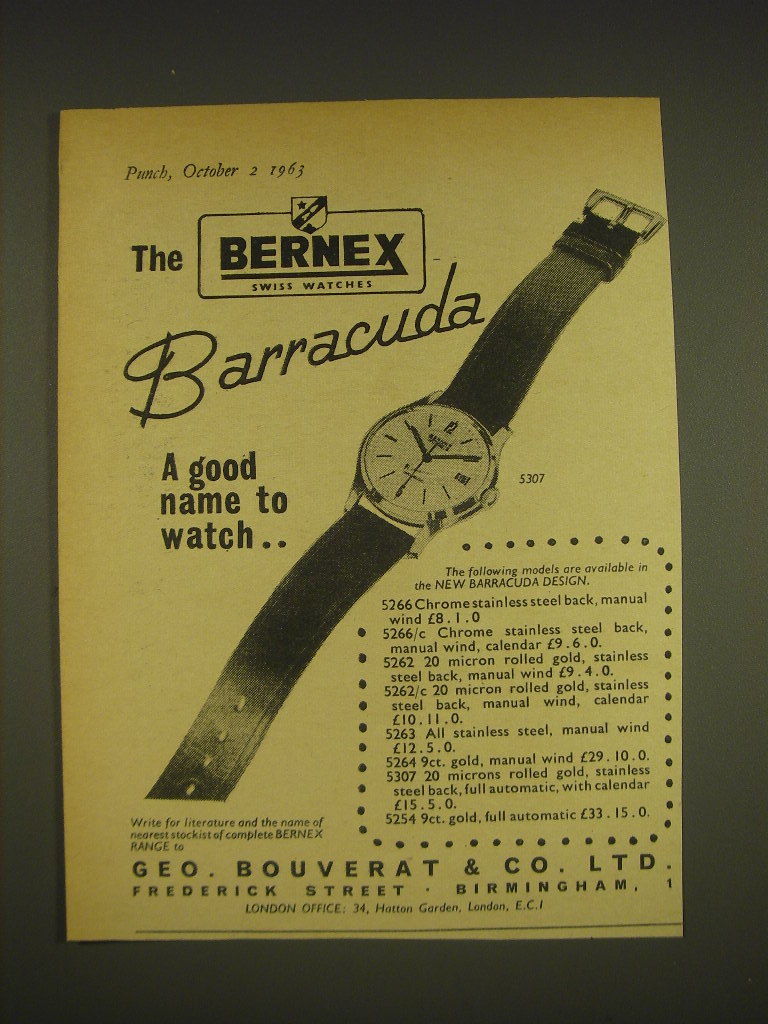 Punch, October 2 1963
The BERNEX
SWISS WATCHES
Barracuda
A good
name to
watch..
12
BERNEX
5307
The following models are available in
the NEW BARRACUDA DESIGN.
5266 Chrome stainless steel back, manual
wind £8.1.0
5266/c Chrome stainless steel back,
manual wind, calendar £9.6.0.
5262 20 micron rolled gold, stainless
steel back, manual wind £9.4.0.
5262/c 20 micron rolled gold, stainless
steel back, manual wind, calendar
£10.11.0.
5263 All stainless steel, manual wind
£12.5.0.
5264 9ct. gold, manual wind £29.10.0.
5307 20 microns rolled gold, stainless
steel back, full automatic, with calendar
£15.5.0.
5254 9ct. gold, full automatic £33.15.0.
Write for literature and the name of
nearest stockist of complete BERNEX
RANGE to
GEO. BOUVERAT & CO. LTD.
FREDERICK STREET · BIRMINGHAM, 1
LONDON OFFICE: 34, Hatton Garden, London, E.C.1